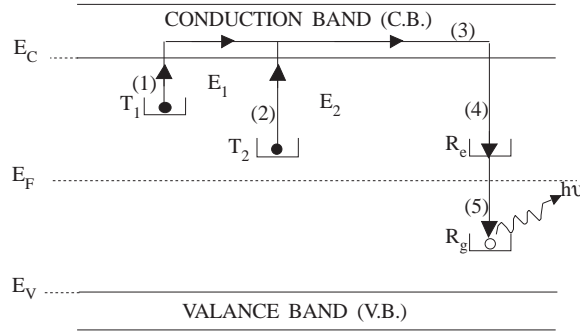 CONDUCTION BAND (C.B.)
E_C
(3)
(1)
E_1
T_1
(2)
E_2
T_2
(4)
R_e
E_F
(5)
hυ
R_g
E_V
VALANCE BAND (V.B.)